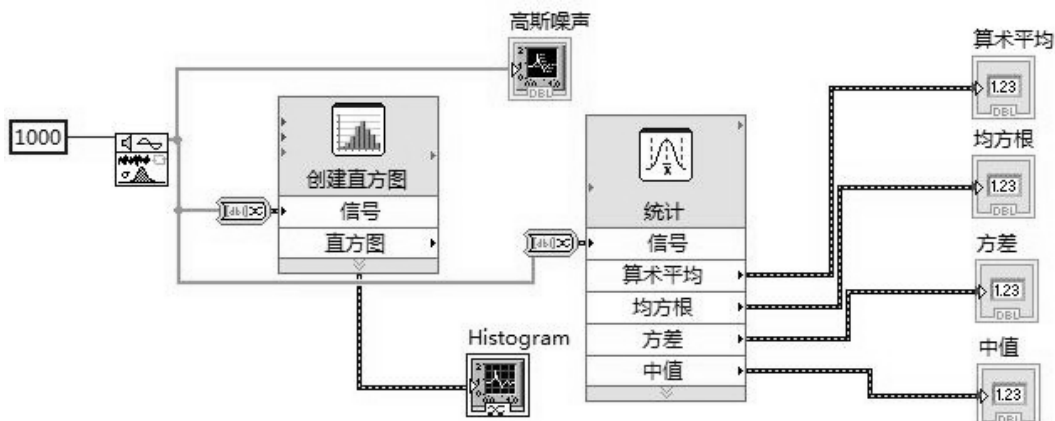 高斯噪声
DBL
1000
σ
创建直方图
信号
直方图
[dbl]
Histogram
[dbl]
统计
信号
算术平均
均方根
方差
中值
算术平均
1.23
DBL
均方根
1.23
DBL
方差
1.23
DBL
中值
1.23
DBL